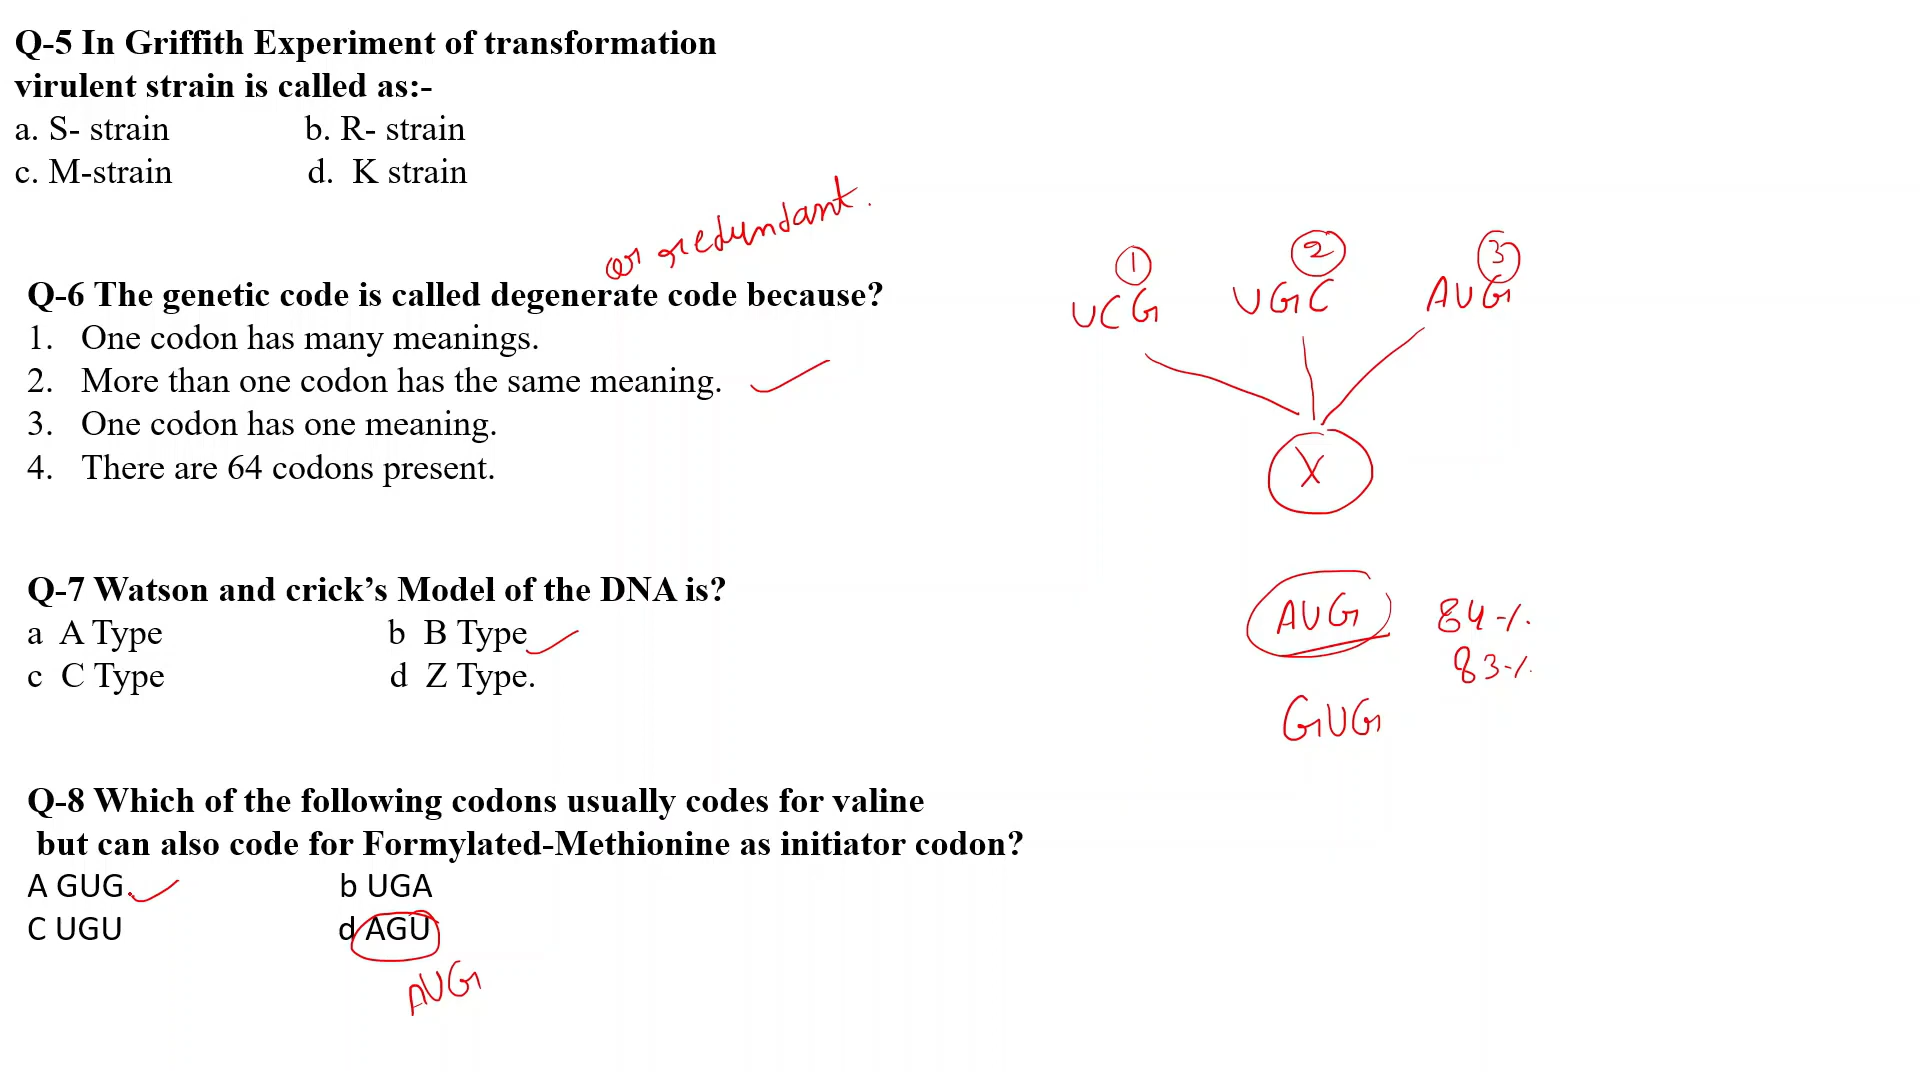 Q-5 In Griffith Experiment of transformation
virulent strain is called as:-
a. S- strain b. R- strain
c. M-strain d. K strain
or redundant.
Q-6 The genetic code is called degenerate code because?
1. One codon has many meanings.
2. More than one codon has the same meaning.
3. One codon has one meaning.
4. There are 64 codons present.
1 2 3
UCG UGC AUG
X
Q-7 Watson and crick’s Model of the DNA is?
a A Type b B Type
c C Type d Z Type.
AUG 84%.
83%.
GUG
Q-8 Which of the following codons usually codes for valine
but can also code for Formylated-Methionine as initiator codon?
A GUG. b UGA
C UGU d AGU
AUG